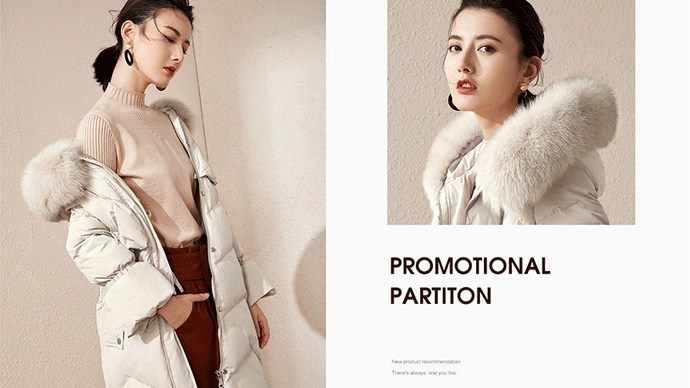 PROMOTIONAL
PARTITON
New product recommendation.
There's always one you like.